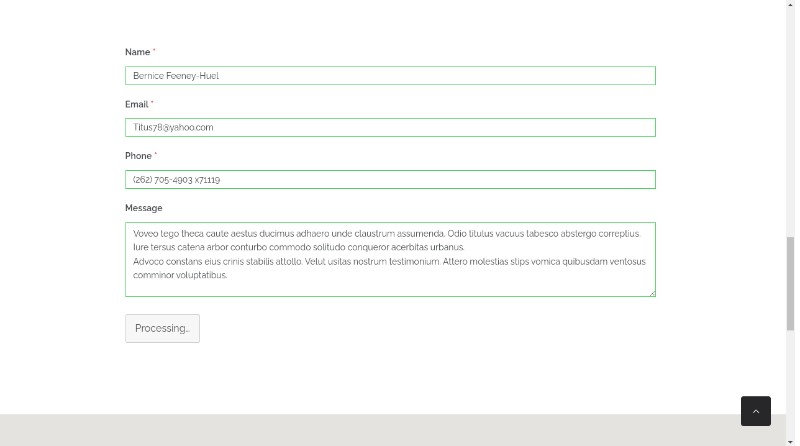 Name *
Bernice Feeney-Huel
Email *
Titus78@yahoo.com
Phone *
(262) 705-4903 x71119
Message
Voveo tego theca caute aestus ducimus adhaero unde claustrum assumenda. Odio titulus vacuus tabesco abstergo correptius.
Iure tersus catena arbor conturbo commodo solitudo conqueror acerbitas urbanus.
Advoco constans eius crinis stabilis attollo. Velut usitas nostrum testimonium. Altero molestias stips vomica quibusdam ventosus
comminor voluptatibus.
Processing...